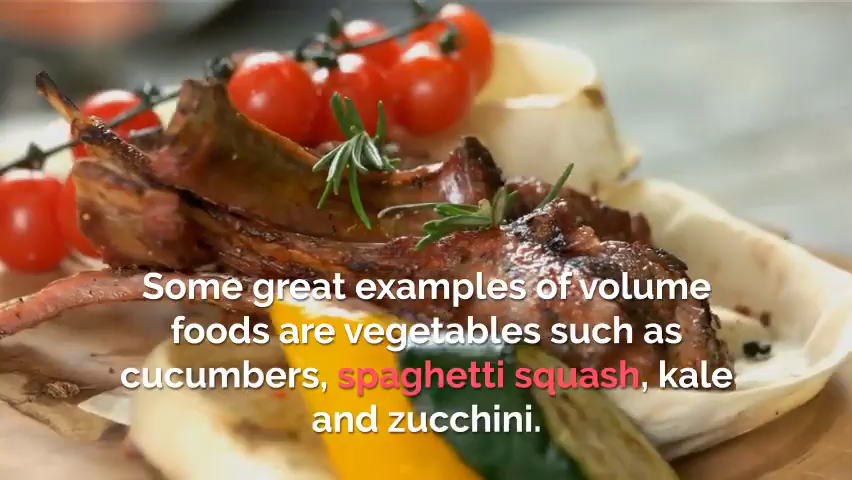 Some great examples of volume
foods are vegetables such as
cucumbers, spaghetti squash, kale
and zucchini.